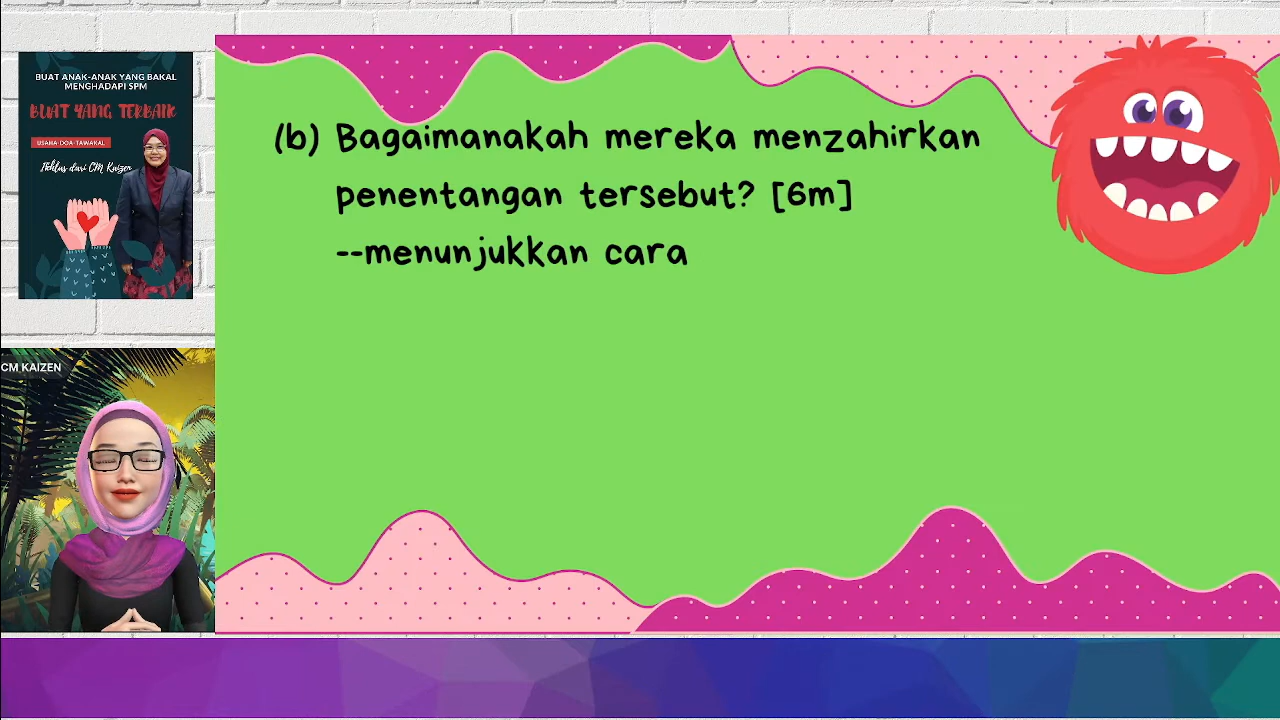 BUAT ANAK-ANAK YANG BAKAL
MENGHADAPI SPM
BUAT YANG TERBAIK
USAHA-DOA-TAWAKAL
Ikhlas dari CM Kaizen
(b) Bagaimanakah mereka menzahirkan
penentangan tersebut? [6m]
--menunjukkan cara
CM KAIZEN